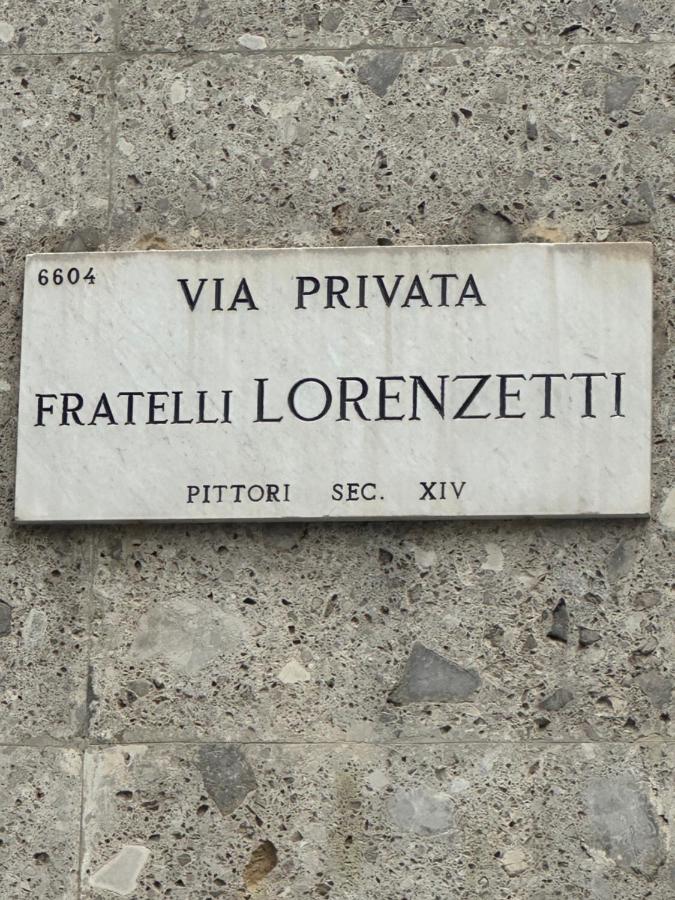 6604
VIA PRIVATA
FRATELLI LORENZETTI
PITTORI SEC. XIV